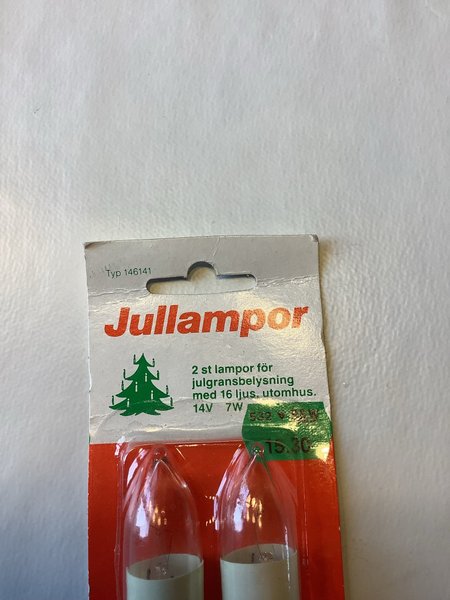 Typ 146141
Jullampor
2 st lampor för
julgransbelysning
med 16 ljus. utomhus.
14V 7W
15.30